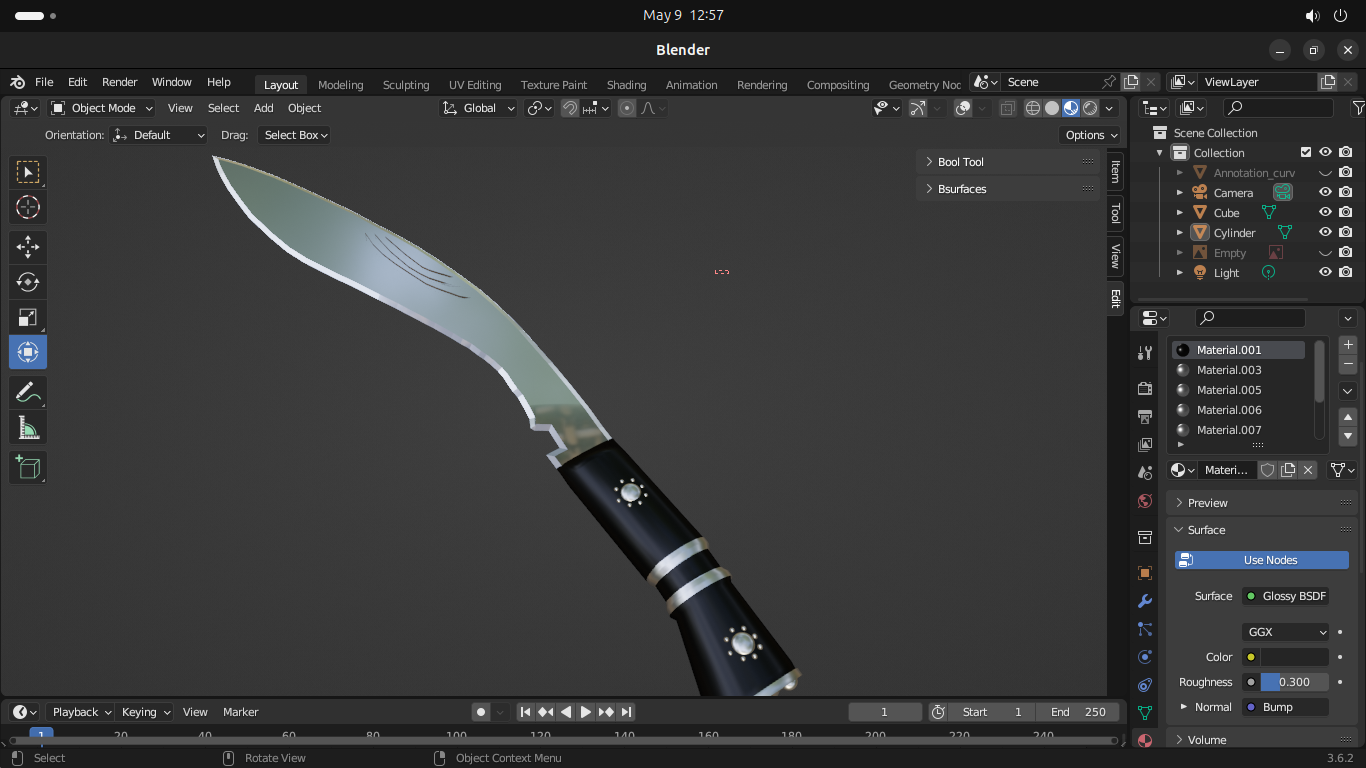 May 9 12:57
Blender
File Edit Render Window Help
Layout Modeling Sculpting UV Editing Texture Paint Shading Animation Rendering Compositing Geometry Noc
Scene ViewLayer
Object Mode View Select Add Object Global
Orientation: Default Drag: Select Box Options
Bool Tool
Bsurfaces
Item
Tool
View
Edit
Scene Collection
Collection
Annotation_curv
Camera
Cube
Cylinder
Empty
Light
Material.001
Material.003
Material.005
Material.006
Material.007
Materi...
Preview
Surface
Use Nodes
Surface Glossy BSDF
GGX
Color
Roughness 0.300
Normal Bump
Volume
Playback Keying View Marker 1 Start 1 End 250
1 20 40 60 80 100 120 140 160 180 200 220 240
Select Rotate View Object Context Menu 3.6.2